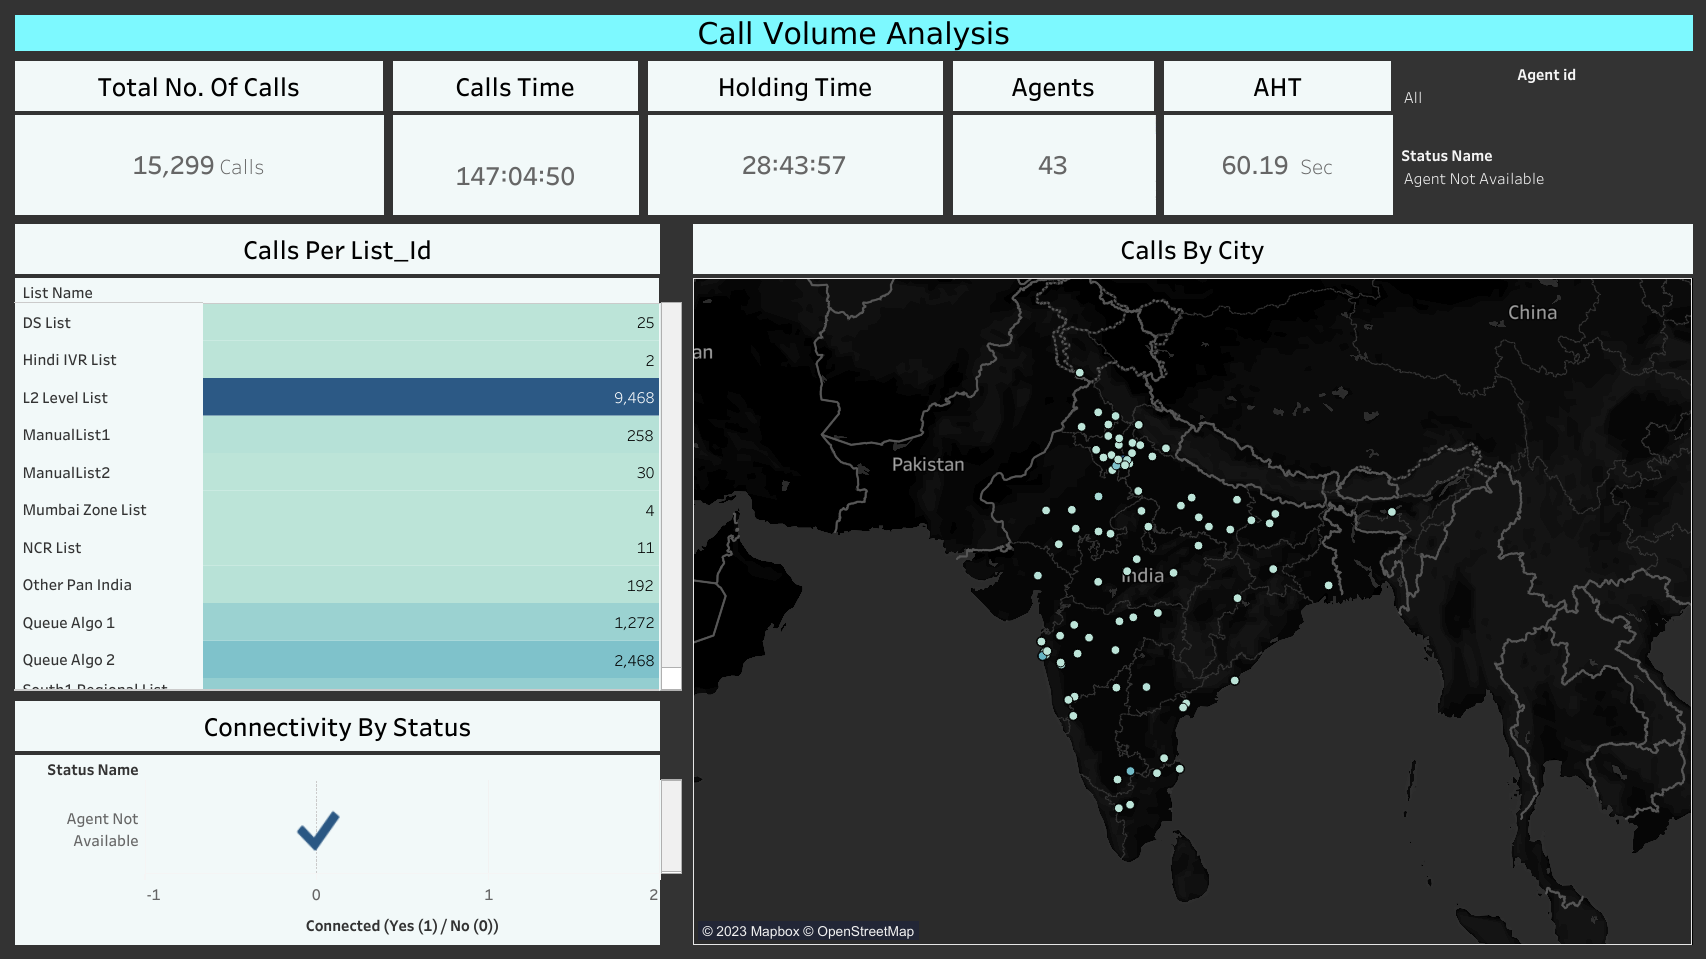 Call Volume Analysis
Total No. Of Calls
Calls Time
Holding Time
Agents
AHT
Agent id
All
15,299 Calls
147:04:50
28:43:57
43
60.19 Sec
Status Name
Agent Not Available
Calls Per List_Id
List Name
DS List 25
Hindi IVR List 2
L2 Level List 9,468
ManualList1 258
ManualList2 30
Mumbai Zone List 4
NCR List 11
Other Pan India 192
Queue Algo 1 1,272
Queue Algo 2 2,468
South1 Regional List
Calls By City
China
an
Pakistan
India
© 2023 Mapbox © OpenStreetMap
Connectivity By Status
Status Name
Agent Not
Available
-1 0 1 2
Connected (Yes (1) / No (0))